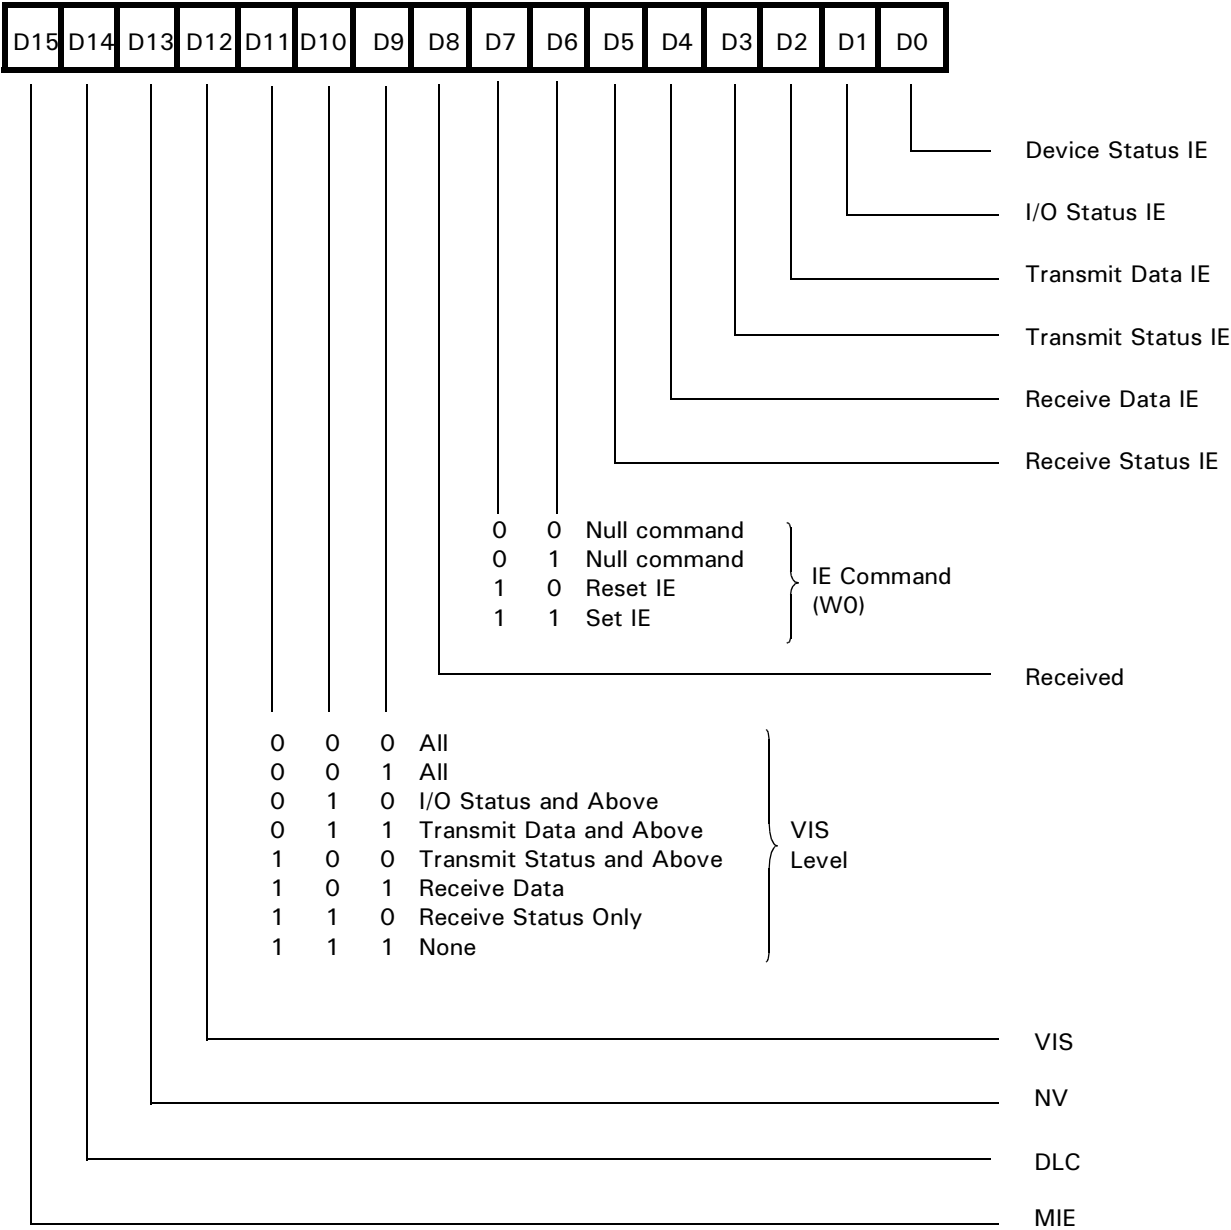 D15 D14 D13 D12 D11 D10 D9 D8 D7 D6 D5 D4 D3 D2 D1 D0
Device Status IE
I/O Status IE
Transmit Data IE
Transmit Status IE
Receive Data IE
Receive Status IE
0 0 Null command
0 1 Null command
1 0 Reset IE
1 1 Set IE
IE Command
(W0)
Received
0 0 0 All
0 0 1 All
0 1 0 I/O Status and Above
0 1 1 Transmit Data and Above
1 0 0 Transmit Status and Above
1 0 1 Receive Data
1 1 0 Receive Status Only
1 1 1 None
VIS
Level
VIS
NV
DLC
MIE